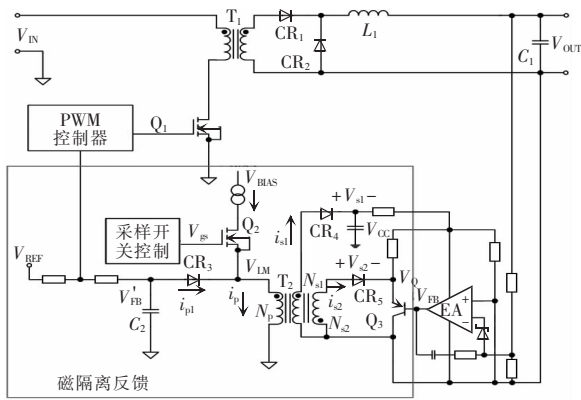 T1
VIN
CR1
L1
CR2
C1
VOUT
PWM
控制器
Q1
VBIAS
采样开
关控制
Vgs
Q2
+Vs1−
CR4
VCC
is1
VREF
CR3
VLM
V'FB
ip1
ip
C2
T2
Np
Ns1
Ns2
+Vs2−
CR5
is2
VQ
VFB
Q3
EA
+
−
磁隔离反馈